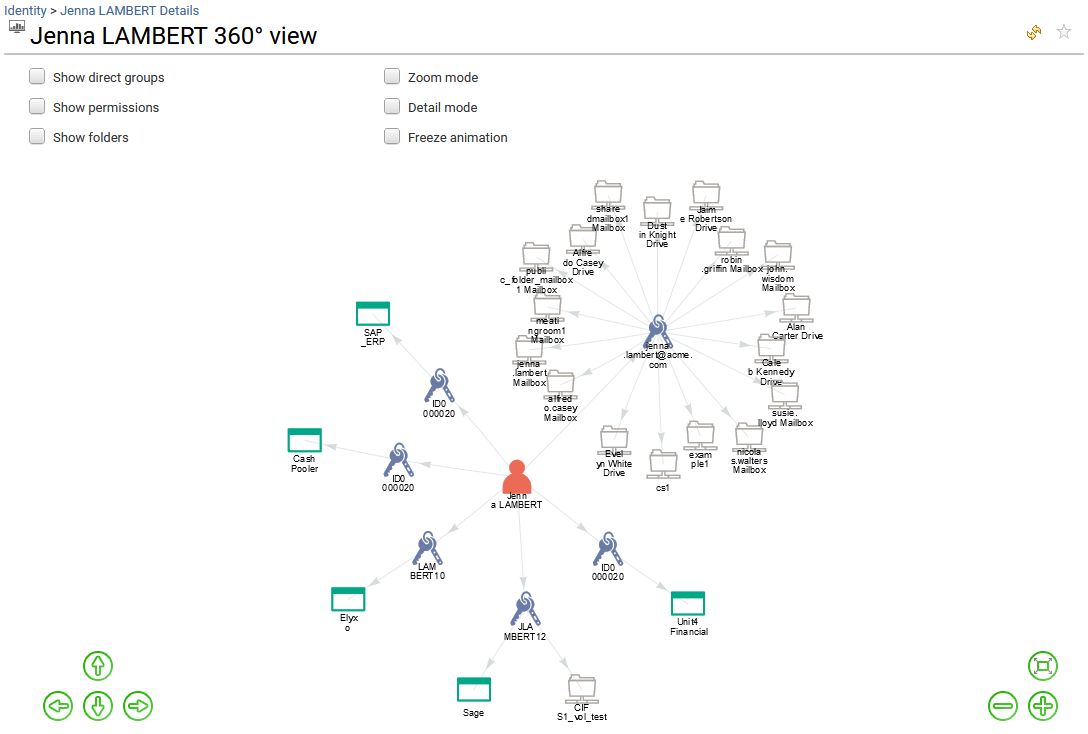 Identity > Jenna LAMBERT Details
Jenna LAMBERT 360° view
Show direct groups
Zoom mode
Show permissions
Detail mode
Show folders
Freeze animation
share
dmailbox1
Mailbox
Dust
in Knight
Drive
Jaim
e Robertson
Drive
Alfre
do Casey
Drive
robin
.griffin Mailbox
john.
wisdom
Mailbox
publi
c_folder_mailbox
1 Mailbox
meati
ngroom1
Mailbox
Alan
Carter Drive
jenna
.lambert@acme.
com
jenna
.lambert
Mailbox
Cale
b Kennedy
Drive
alfred
o.casey
Mailbox
susie.
lloyd Mailbox
Evel
yn White
Drive
cs1
exam
ple1
nicola
s.walters
Mailbox
SAP
_ERP
ID0
000020
Cash
Pooler
ID0
000020
Jenn
a LAMBERT
LAM
BERT10
ID0
000020
Elyx
o
JLA
MBERT12
Unit4
Financial
Sage
CIF
S1_vol_test